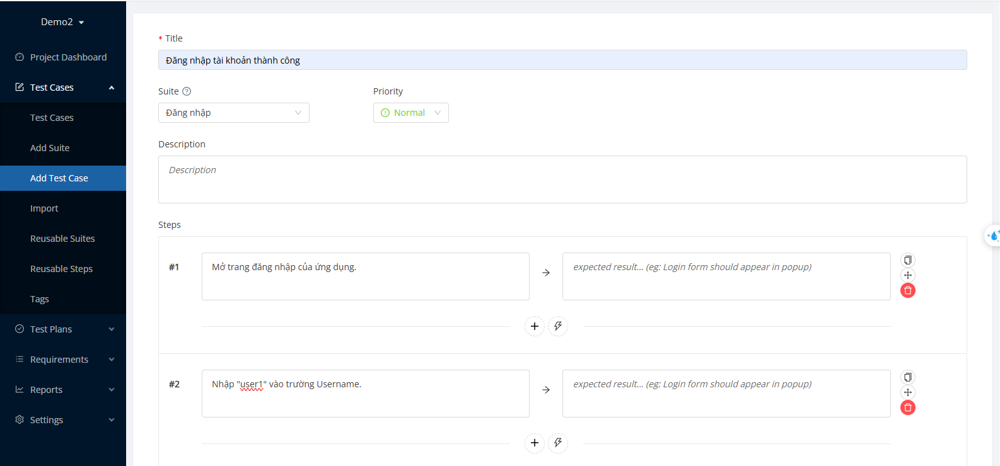 Demo2
Project Dashboard
Test Cases
Test Cases
Add Suite
Add Test Case
Import
Reusable Suites
Reusable Steps
Tags
Test Plans
Requirements
Reports
Settings
* Title
Đăng nhập tài khoản thành công
Suite
Priority
Đăng nhập
Normal
Description
Description
Steps
#1
Mở trang đăng nhập của ứng dụng.
expected result... (eg: Login form should appear in popup)
#2
Nhập "user1" vào trường Username.
expected result... (eg: Login form should appear in popup)